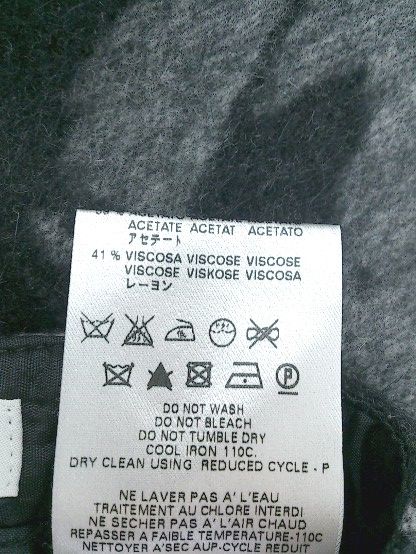 ACETATE ACETAT ACETATO
アセテート
41 % VISCOSA VISCOSE VISCOSE
VISCOSE VISKOSE VISCOSA
レーヨン
P
DO NOT WASH
DO NOT BLEACH
DO NOT TUMBLE DRY
COOL IRON 110C.
DRY CLEAN USING REDUCED CYCLE - P
NE LAVER PAS A' L'EAU
TRAITEMENT AU CHLORE INTERDI
NE SECHER PAS A' L'AIR CHAUD
REPASSER A FAIBLE TEMPERATURE-110C
NETTOYER A'SEC AUP-CYCLE REDUIT